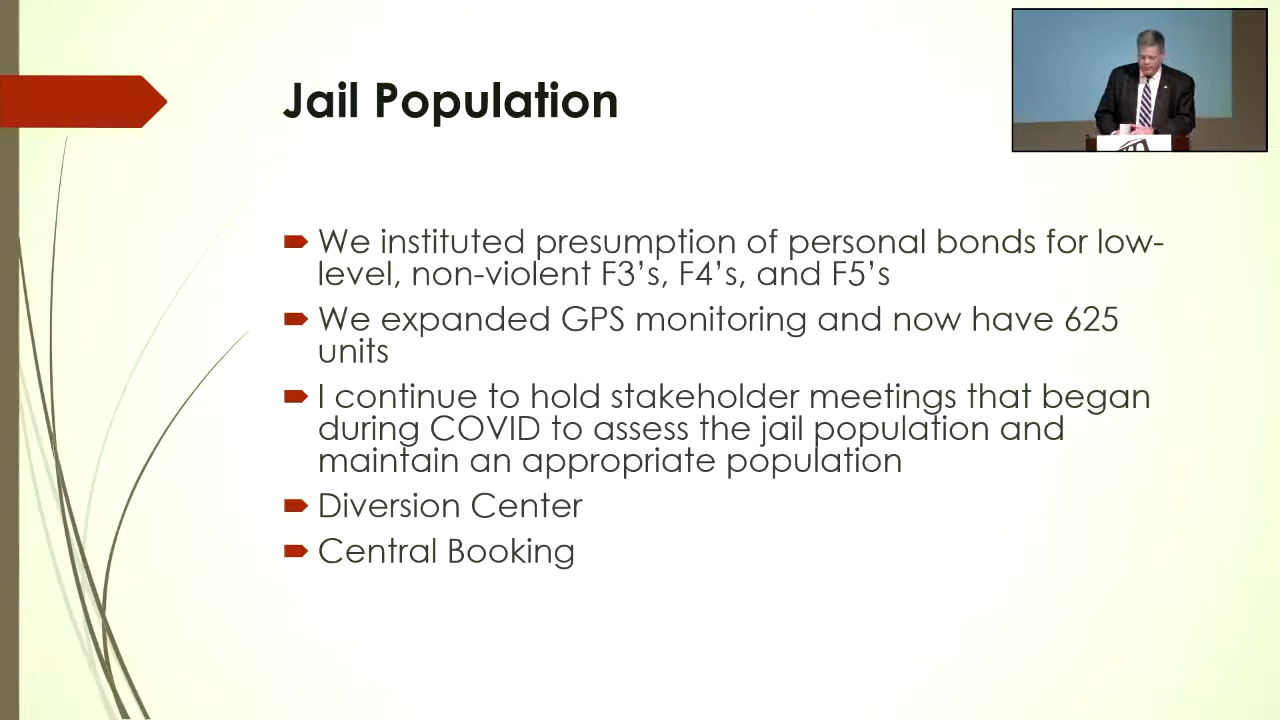 Jail Population
We instituted presumption of personal bonds for low-
level, non-violent F3's, F4's, and F5's
We expanded GPS monitoring and now have 625
units
I continue to hold stakeholder meetings that began
during COVID to assess the jail population and
maintain an appropriate population
Diversion Center
Central Booking